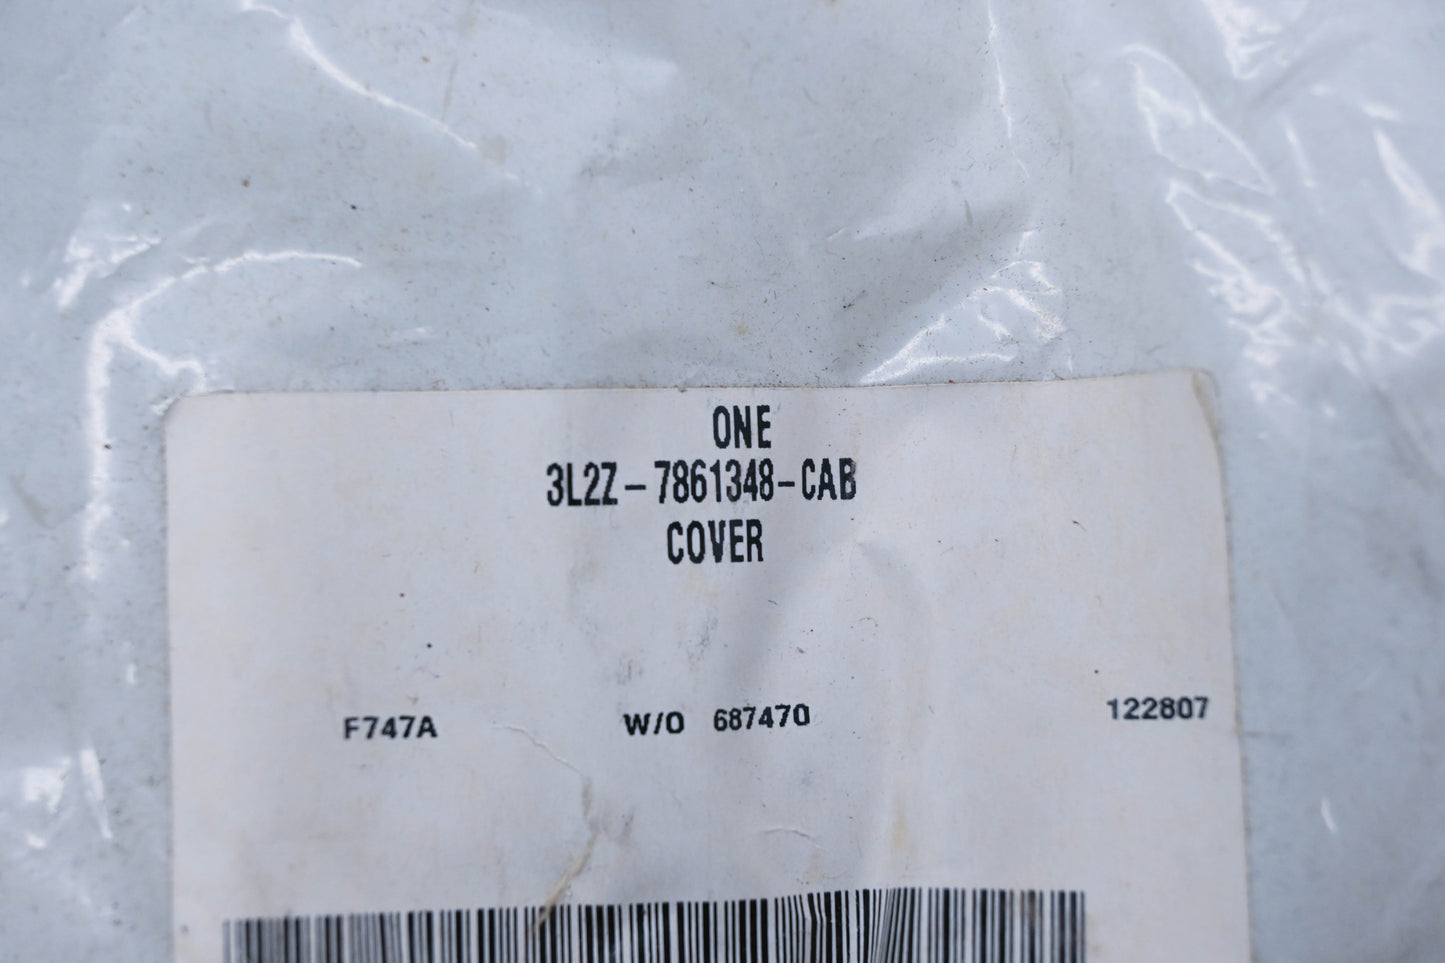 ONE
3L2Z-7861348-CAB
COVER
F747A W/O 687470 122807